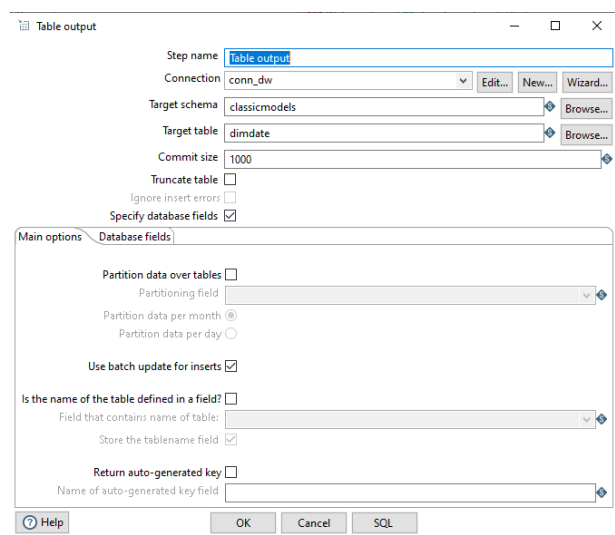 Table output
Step name Table output
Connection conn_dw Edit... New... Wizard...
Target schema classicmodels Browse...
Target table dimdate Browse...
Commit size 1000
Truncate table
Ignore insert errors
Specify database fields
Main options Database fields
Partition data over tables
Partitioning field
Partition data per month
Partition data per day
Use batch update for inserts
Is the name of the table defined in a field?
Field that contains name of table:
Store the tablename field
Return auto-generated key
Name of auto-generated key field
Help OK Cancel SQL